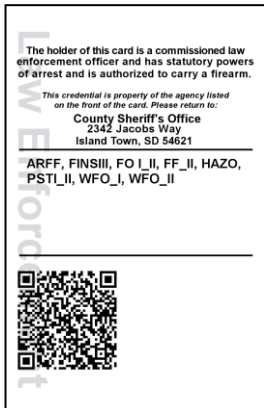 The holder of this card is a commissioned law
enforcement officer and has statutory powers
of arrest and is authorized to carry a firearm.
This credential is property of the agency listed
on the front of the card. Please return to:
County Sheriff's Office
2342 Jacobs Way
Island Town, SD 54621
ARFF, FINSIII, FO I_II, FF_II, HAZO,
PSTI_II, WFO_I, WFO_II
Law Enforcement